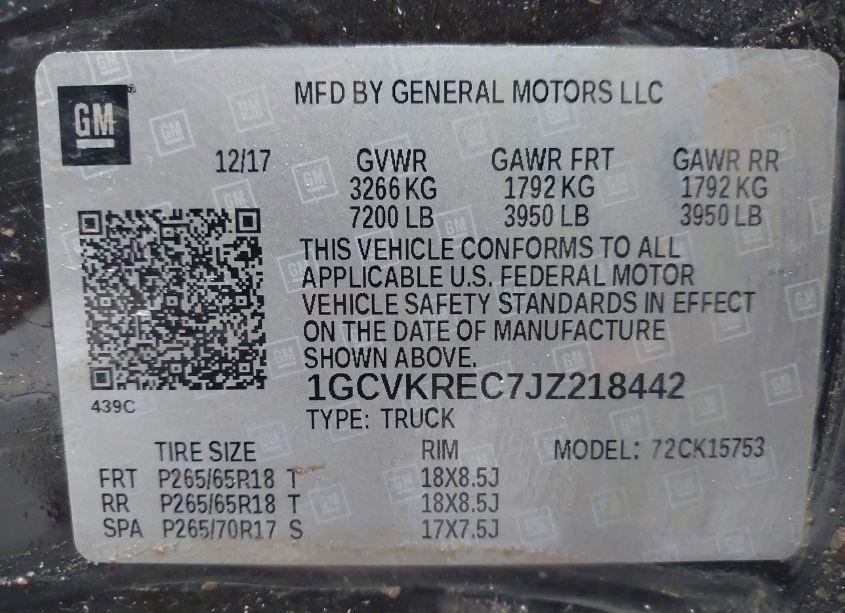 GM
MFD BY GENERAL MOTORS LLC
12/17 GVWR GAWR FRT GAWR RR
3266 KG 1792 KG 1792 KG
7200 LB 3950 LB 3950 LB
THIS VEHICLE CONFORMS TO ALL
APPLICABLE U.S. FEDERAL MOTOR
VEHICLE SAFETY STANDARDS IN EFFECT
ON THE DATE OF MANUFACTURE
SHOWN ABOVE.
439C
1GCVKREC7JZ218442
TYPE: TRUCK
TIRE SIZE RIM MODEL: 72CK15753
FRT P265/65R18 T 18X8.5J
RR P265/65R18 T 18X8.5J
SPA P265/70R17 S 17X7.5J